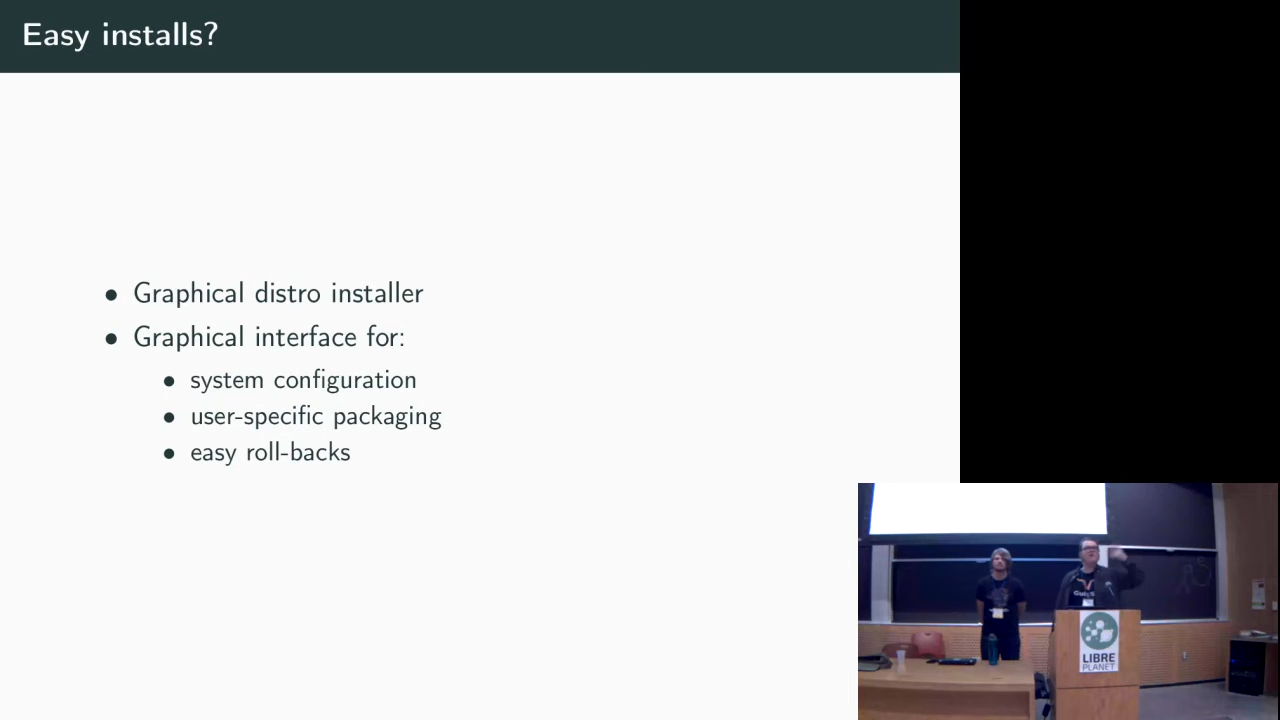 Easy installs?
• Graphical distro installer
• Graphical interface for:
• system configuration
• user-specific packaging
• easy roll-backs
LIBRE
PLANET